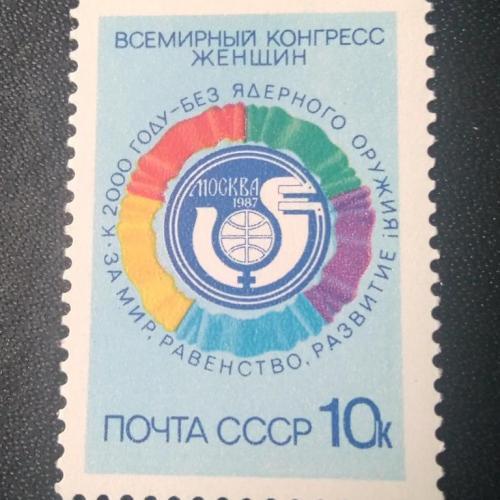 ВСЕМИРНЫЙ КОНГРЕСС
ЖЕНЩИН
К 2000 ГОДУ-БЕЗ ЯДЕРНОГО ОРУЖИЯ!
ЗА МИР, РАВЕНСТВО, РАЗВИТИЕ!
МОСКВА
1987
ПОЧТА СССР 10к